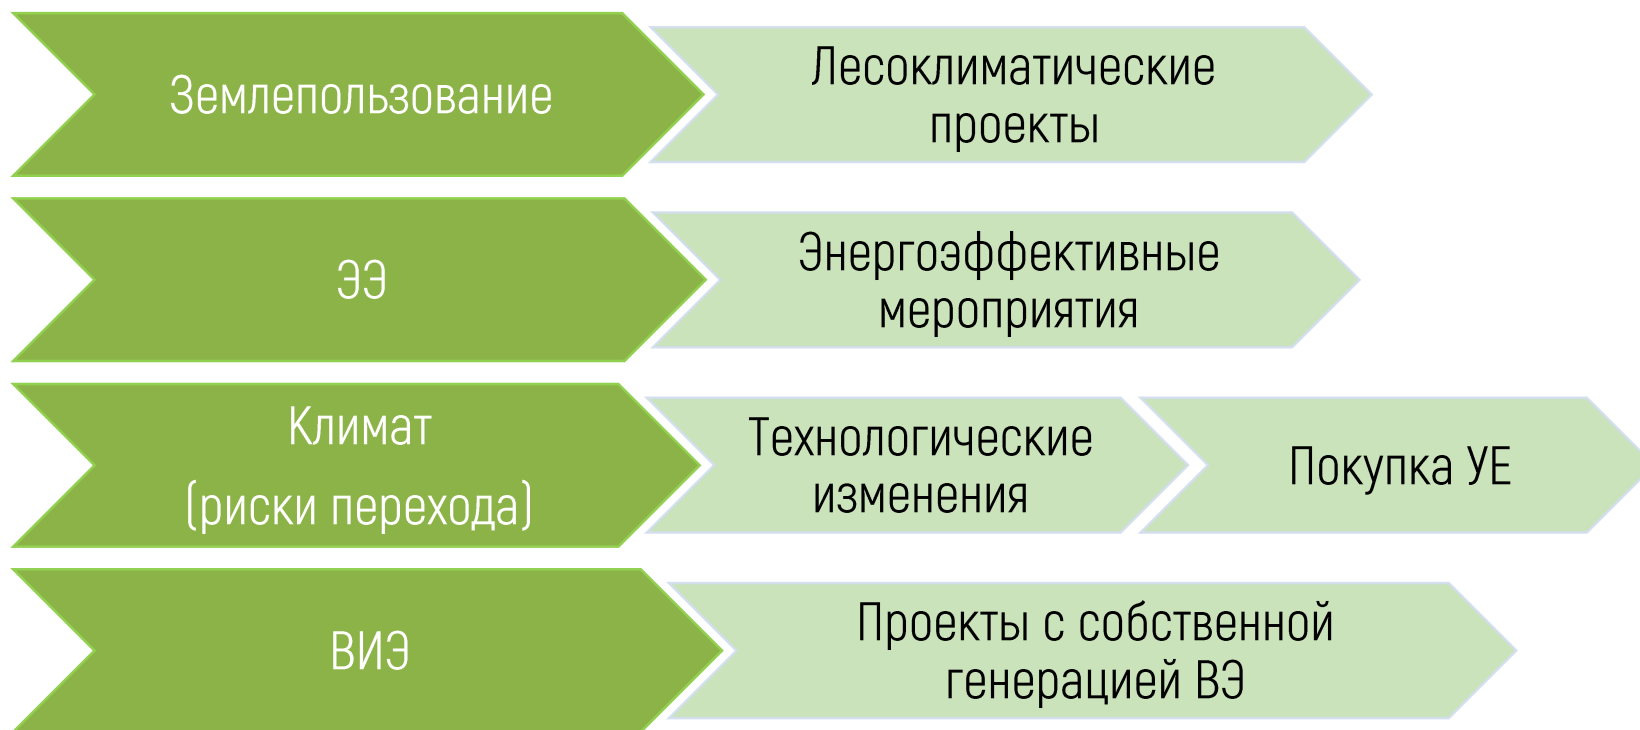 Землепользование
Лесоклиматические
проекты
ЭЭ
Энергоэффективные
мероприятия
Климат
(риски перехода)
Технологические
изменения
Покупка УЕ
ВИЭ
Проекты с собственной
генерацией ВЭ